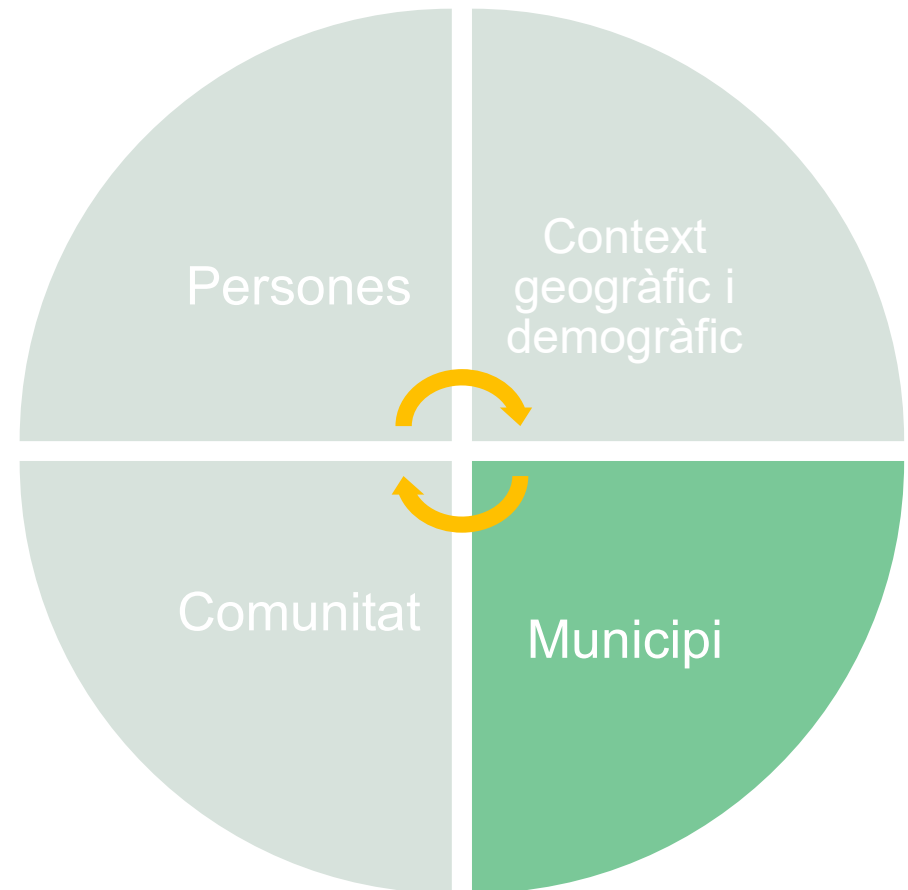 Persones
Context
geogràfic i
demogràfic
Comunitat
Municipi